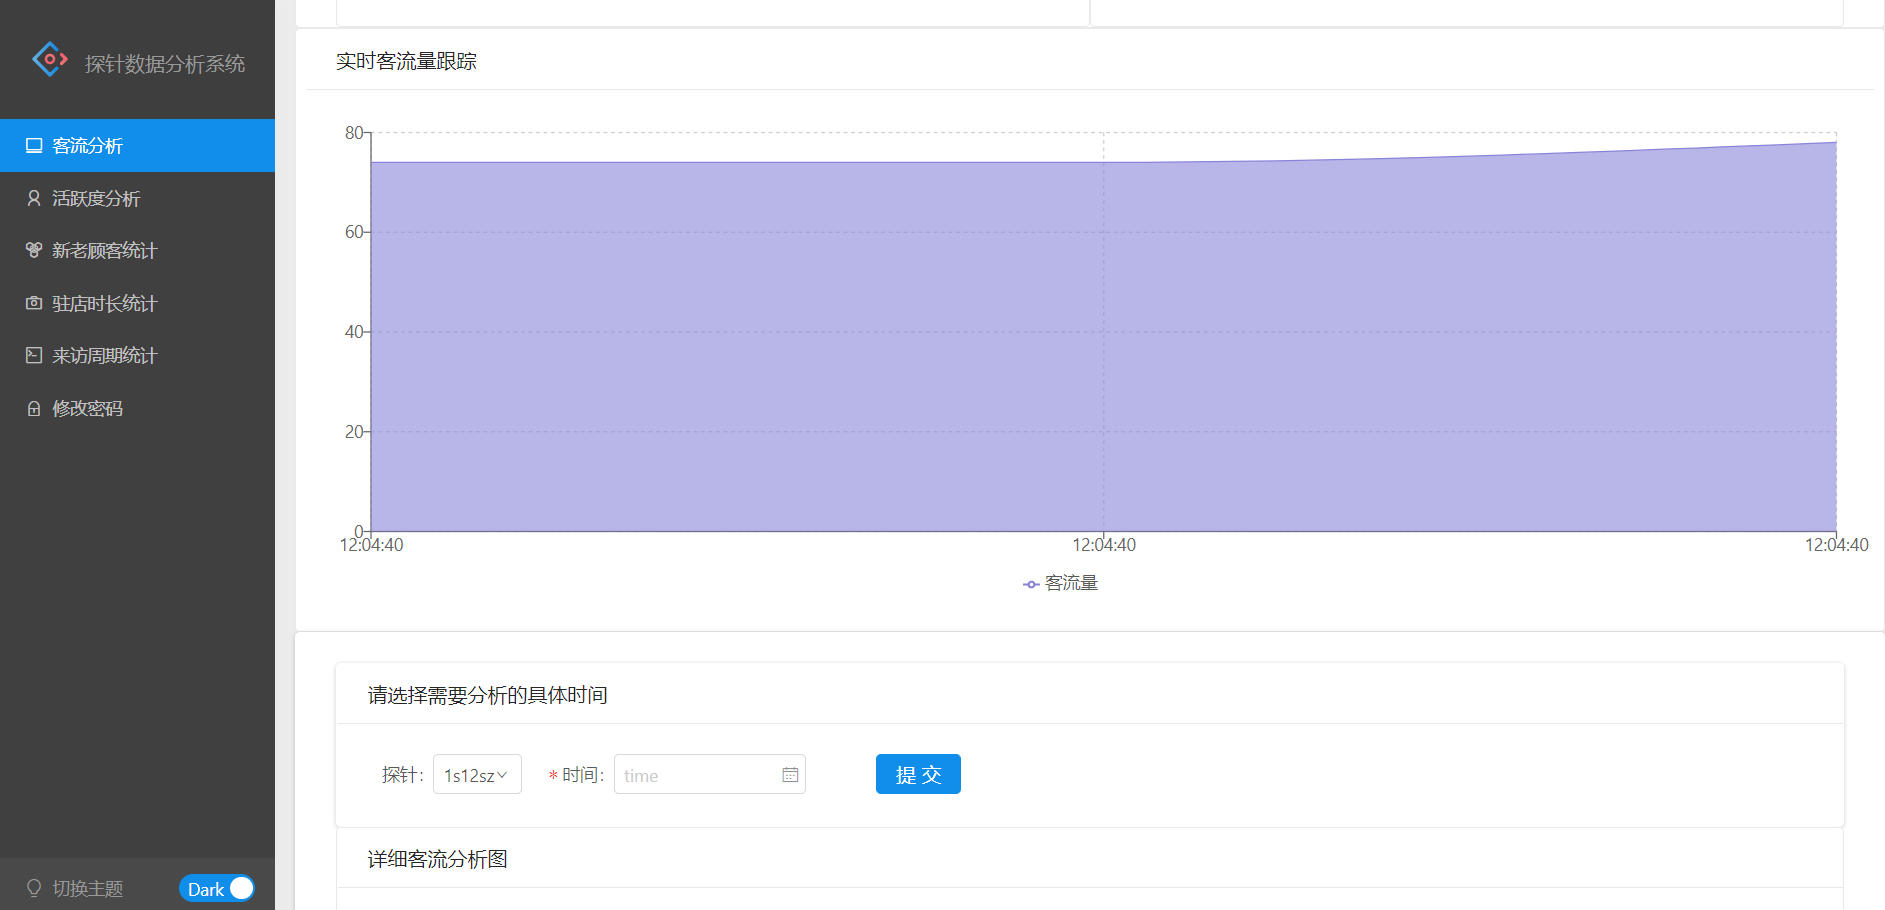 探针数据分析系统
客流分析
活跃度分析
新老顾客统计
驻店时长统计
来访周期统计
修改密码
切换主题
Dark
实时客流量跟踪
80
60
40
20
0
12:04:40
12:04:40
12:04:40
客流量
请选择需要分析的具体时间
探针: 1s12sz * 时间: time 提 交
详细客流分析图